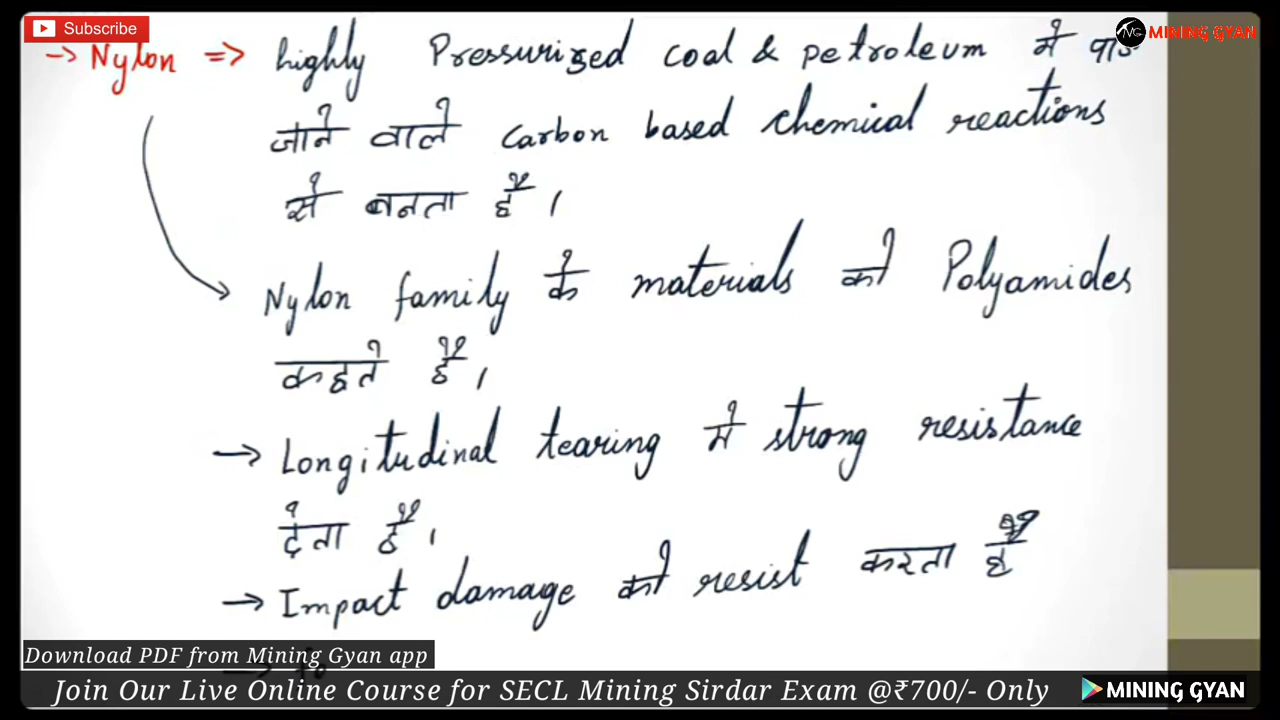 Subscribe
MINING GYAN
→ Nylon => highly Pressurized coal & petroleum में पाए
जाने वाले Carbon based chemical reactions
से बनता है।
Nylon family के materials को Polyamides
कहते हैं।
→ Longitudinal tearing में strong resistance
देता है।
→ Impact damage को resist करता है
Download PDF from Mining Gyan app
Join Our Live Online Course for SECL Mining Sirdar Exam @₹700/- Only
MINING GYAN